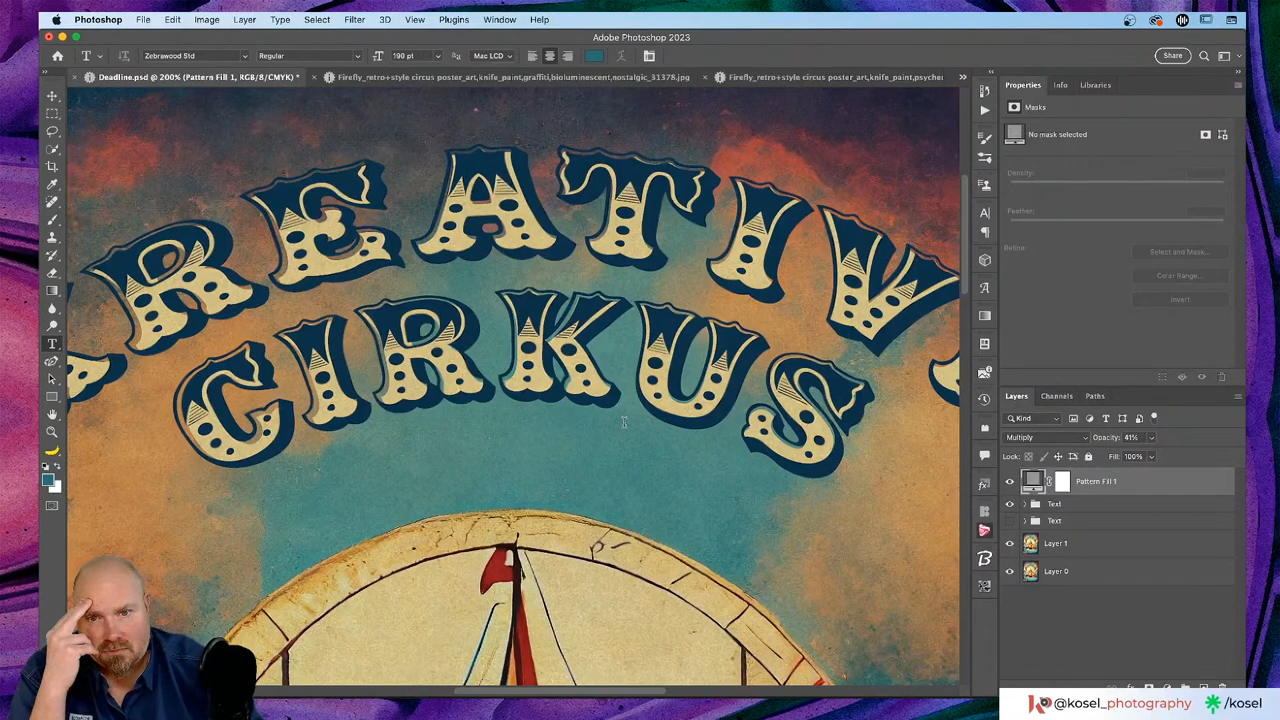 Photoshop File Edit Image Layer Type Select Filter 3D View Plugins Window Help
Adobe Photoshop 2023
Zebrawood Std Regular 190 pt Mac LCD Share
Deadline.psd @ 200% (Pattern Fill 1, RGB/8/CMYK) * Firefly_retro+style circus poster_art,knife_paint,graffiti,bioluminescent,nostalgic_31378.jpg Firefly_retro+style circus poster_art,knife_paint,psyche
Properties Info Libraries
Masks
No mask selected
Density:
Feather:
Refine: Select and Mask...
Color Range...
Invert
REATIV
CIRKUS
Layers Channels Paths
Kind
Multiply Opacity: 41%
Lock: Fill: 100%
Pattern Fill 1
Text
Text
Layer 1
Layer 0
@kosel_photography /kosel